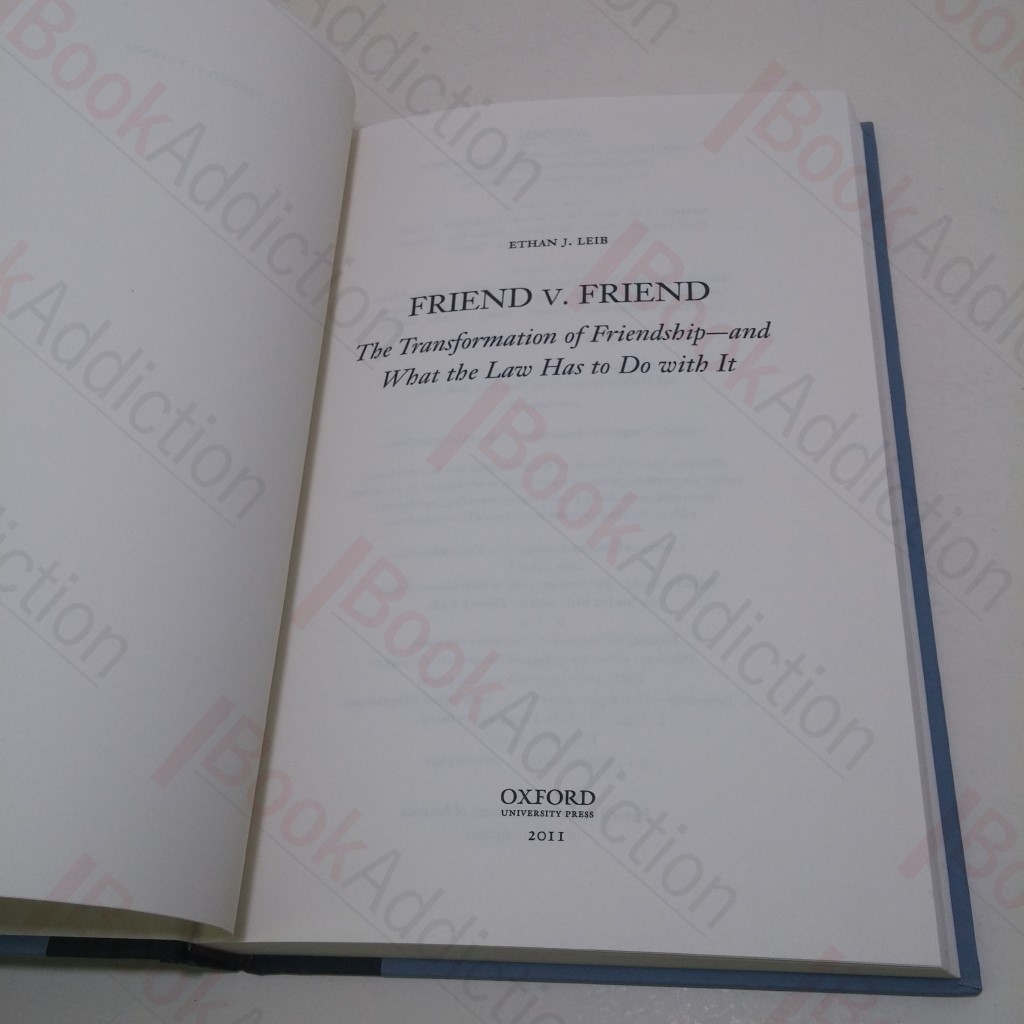 ETHAN J. LEIB
FRIEND V. FRIEND
The Transformation of Friendship—and
What the Law Has to Do with It
OXFORD
UNIVERSITY PRESS
2011
BookAddiction